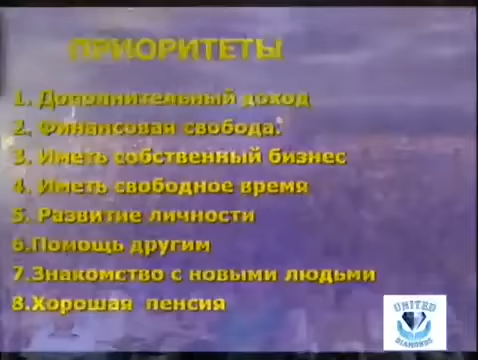 ПРИОРИТЕТЫ
1. Дополнительный доход
2. Финансовая свобода.
3. Иметь собственный бизнес
4. Иметь свободное время
5. Развитие личности
6.Помощь другим
7.Знакомство с новыми людьми
8.Хорошая пенсия
UNITED
DIAMONDS